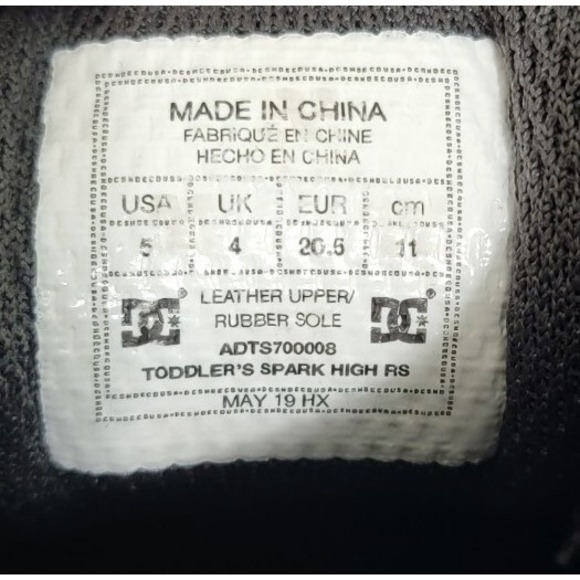 MADE IN CHINA
FABRIQUÉ EN CHINE
HECHO EN CHINA
USA UK EUR cm
5 4 20.5 11
LEATHER UPPER/
RUBBER SOLE
ADTS700008
TODDLER'S SPARK HIGH RS
MAY 19 HX